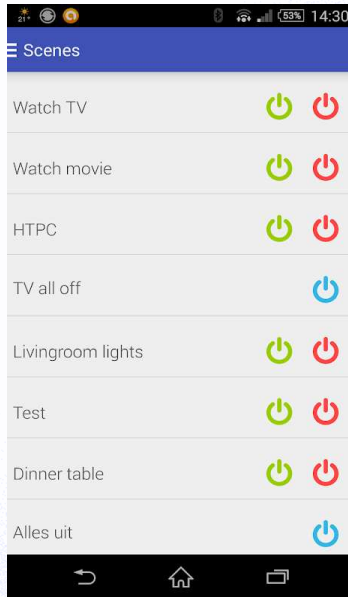 21° 53% 14:30
Scenes
Watch TV
Watch movie
HTPC
TV all off
Livingroom lights
Test
Dinner table
Alles uit